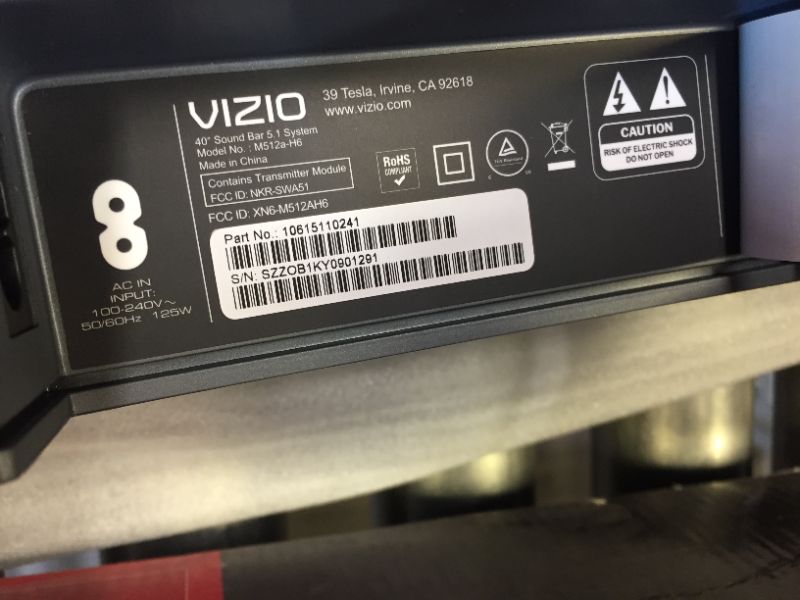 VIZIO
39 Tesla, Irvine, CA 92618
www.vizio.com
40" Sound Bar 5.1 System
Model No. : M512a-H6
Made in China
Contains Transmitter Module
FCC ID: NKR-SWA51
FCC ID: XN6-M512AH6
RoHS
COMPLIANT
Part No.: 10615110241
S/N: SZZOB1KY0901291
AC IN
INPUT:
100-240V~
50/60Hz 125W
CAUTION
RISK OF ELECTRIC SHOCK
DO NOT OPEN